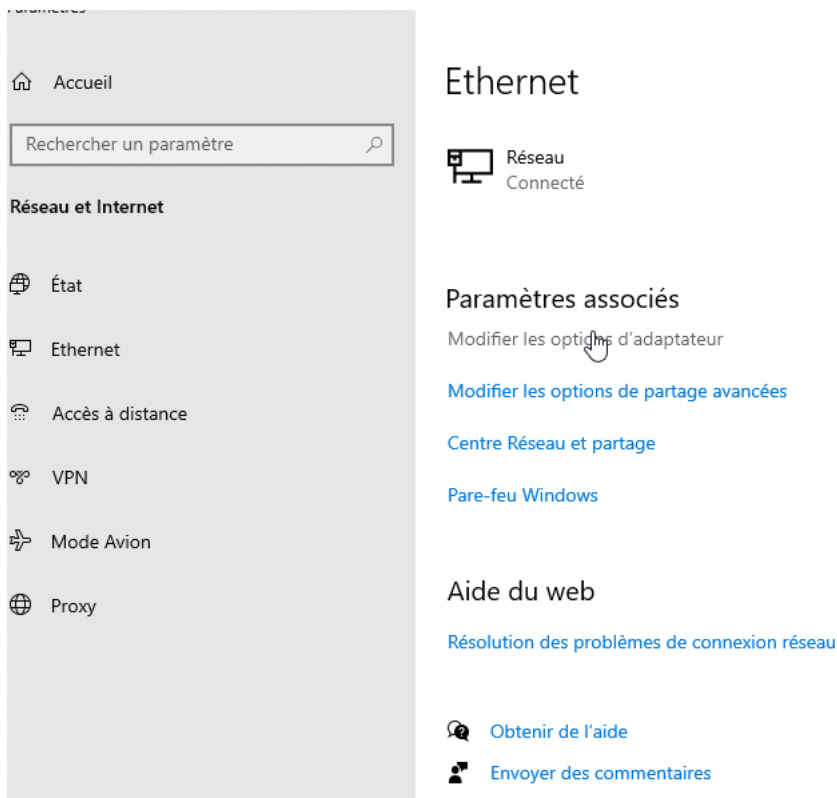 Accueil
Rechercher un paramètre
Réseau et Internet
État
Ethernet
Accès à distance
VPN
Mode Avion
Proxy
Ethernet
Réseau
Connecté
Paramètres associés
Modifier les options d'adaptateur
Modifier les options de partage avancées
Centre Réseau et partage
Pare-feu Windows
Aide du web
Résolution des problèmes de connexion réseau
Obtenir de l'aide
Envoyer des commentaires